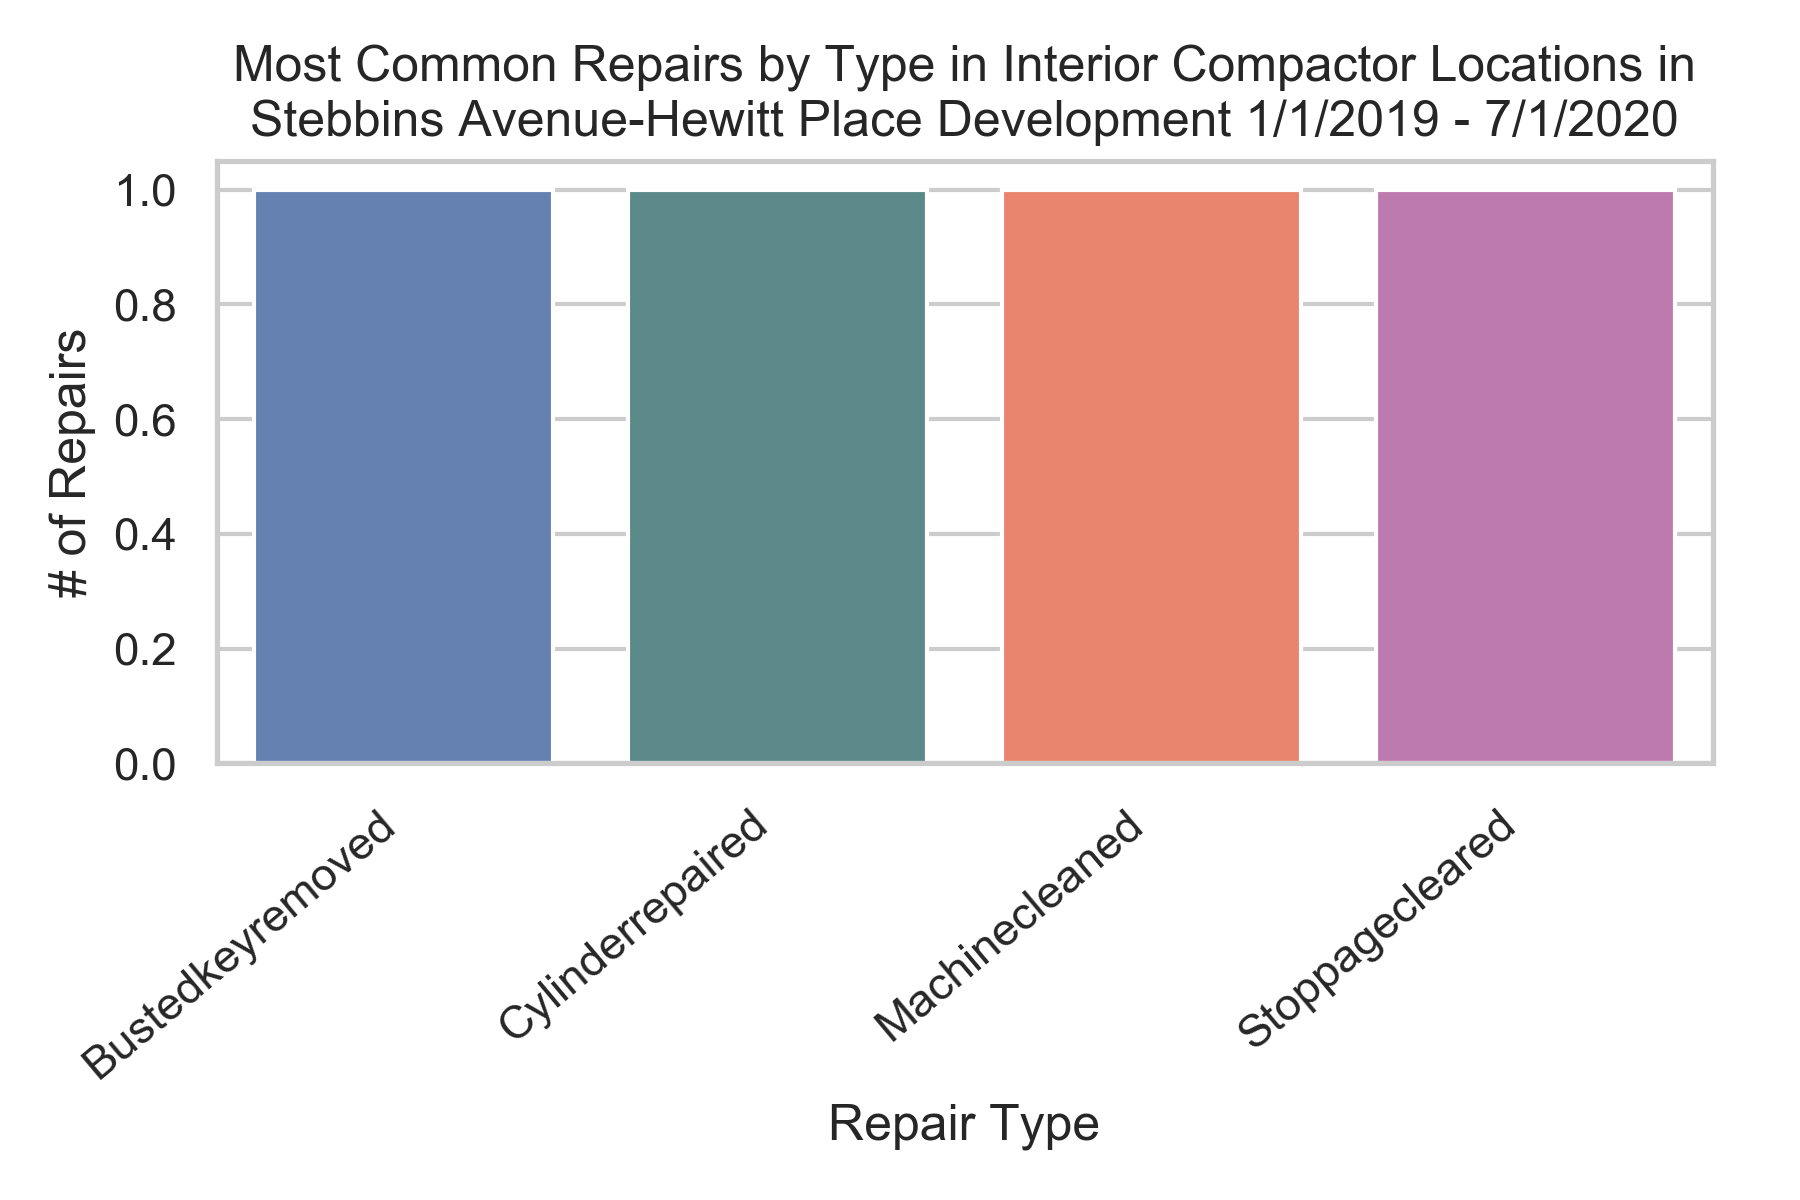 Most Common Repairs by Type in Interior Compactor Locations in
Stebbins Avenue-Hewitt Place Development 1/1/2019 - 7/1/2020
# of Repairs
1.0
0.8
0.6
0.4
0.2
0.0
Bustedkeyremoved
Cylinderrepaired
Machinecleaned
Stoppagecleared
Repair Type